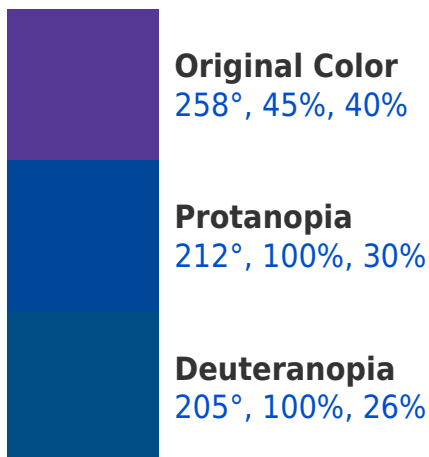 Original Color
258°, 45%, 40%
Protanopia
212°, 100%, 30%
Deuteranopia
205°, 100%, 26%